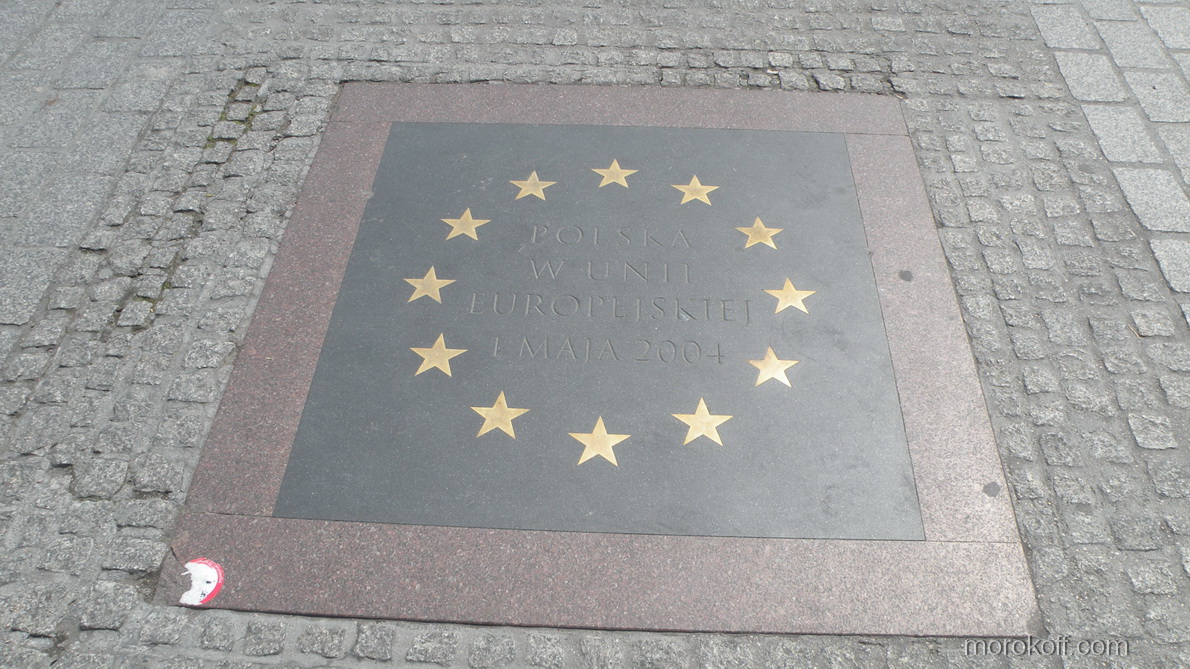 POLSKA
W UNII
EUROPEJSKIEJ
1 MAJA 2004
morokoff.com